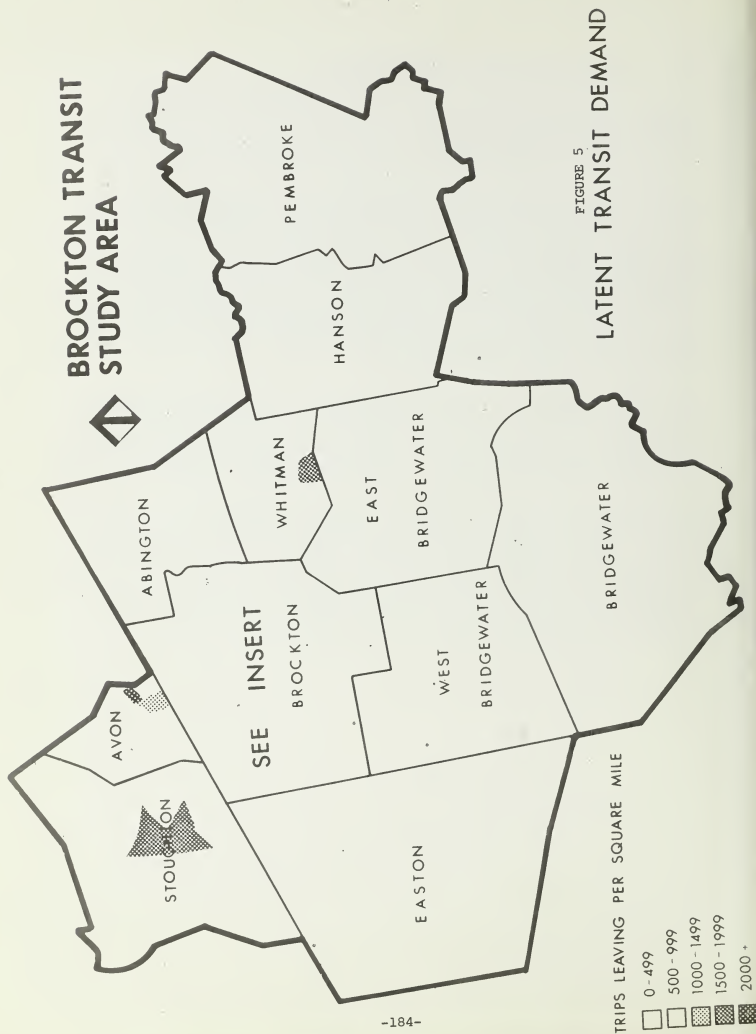 BROCKTON TRANSIT
STUDY AREA
STOUGHTON
AVON
ABINGTON
WHITMAN
HANSON
PEMBROKE
SEE INSERT
BROCKTON
EASTON
WEST
BRIDGEWATER
EAST
BRIDGEWATER
BRIDGEWATER
TRIPS LEAVING PER SQUARE MILE
0-499
500-999
1000-1499
1500-1999
2000 +
FIGURE 5
LATENT TRANSIT DEMAND
-184-